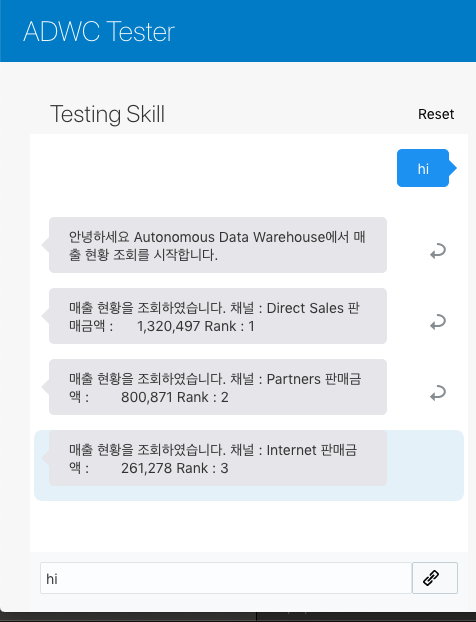 ADWC Tester
Testing Skill
Reset
hi
안녕하세요 Autonomous Data Warehouse에서 매
출 현황 조회를 시작합니다.
매출 현황을 조회하였습니다. 채널 : Direct Sales 판
매금액 : 1,320,497 Rank : 1
매출 현황을 조회하였습니다. 채널 : Partners 판매금
액 : 800,871 Rank : 2
매출 현황을 조회하였습니다. 채널 : Internet 판매금
액 : 261,278 Rank : 3
hi